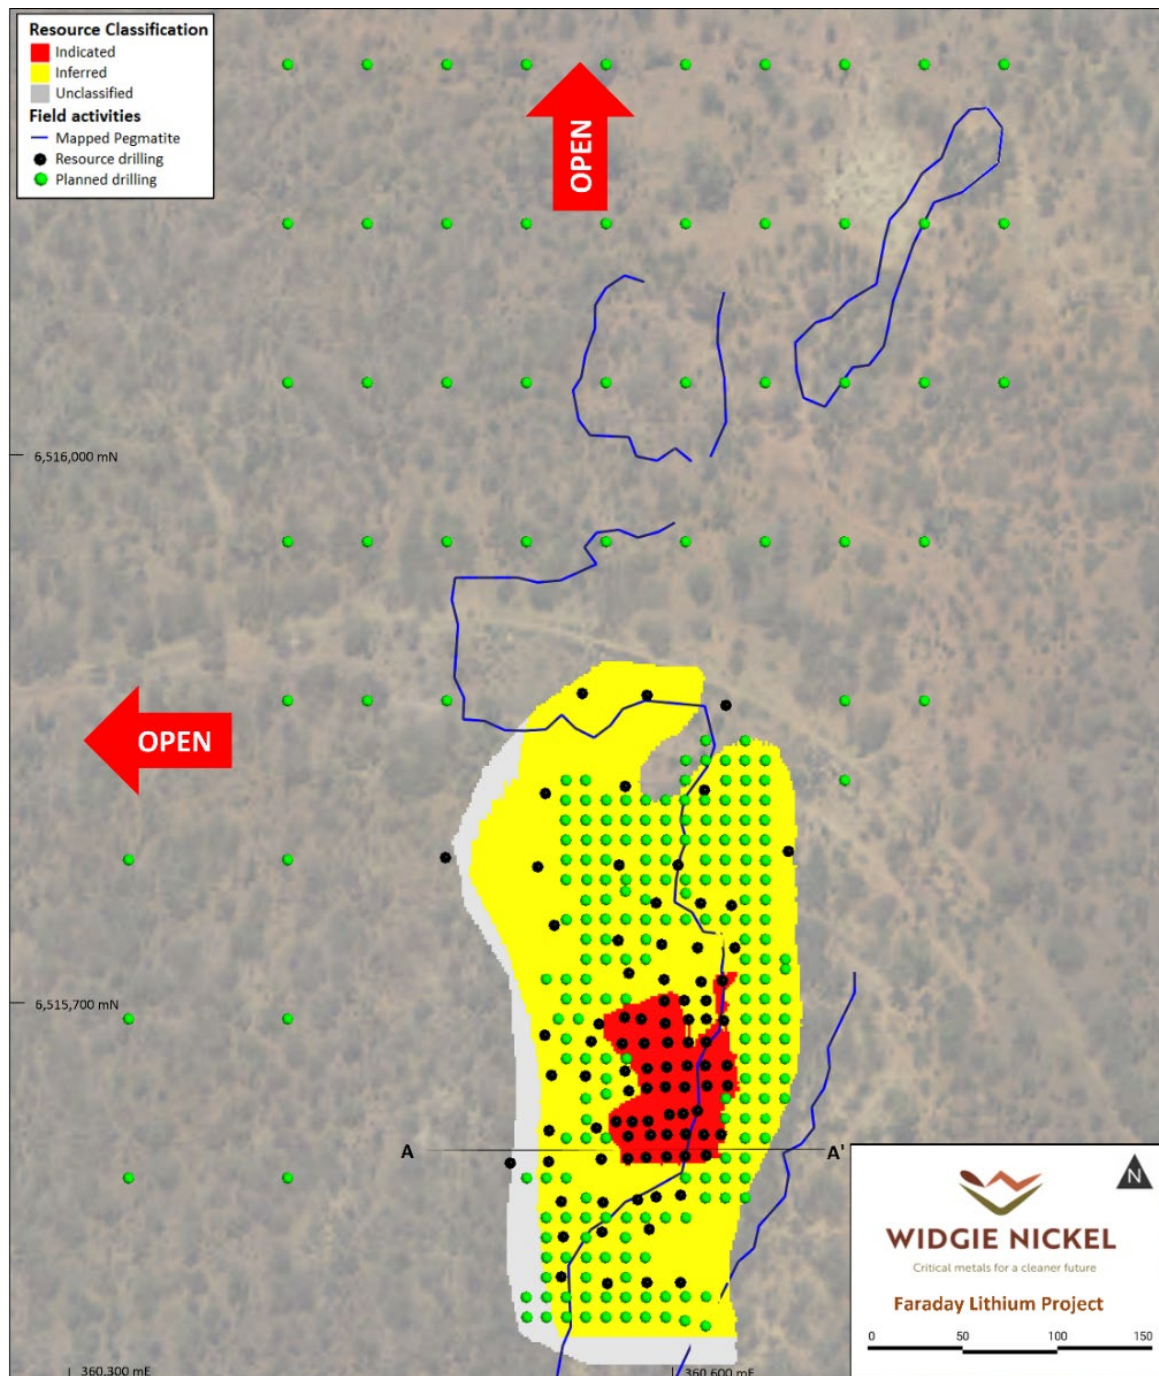 Resource Classification
Indicated
Inferred
Unclassified
Field activities
Mapped Pegmatite
Resource drilling
Planned drilling
OPEN
6,516,000 mN
OPEN
6,515,700 mN
A
A'
N
WIDGIE NICKEL
Critical metals for a cleaner future
Faraday Lithium Project
0 50 100 150
360,300 mE
360,600 mE